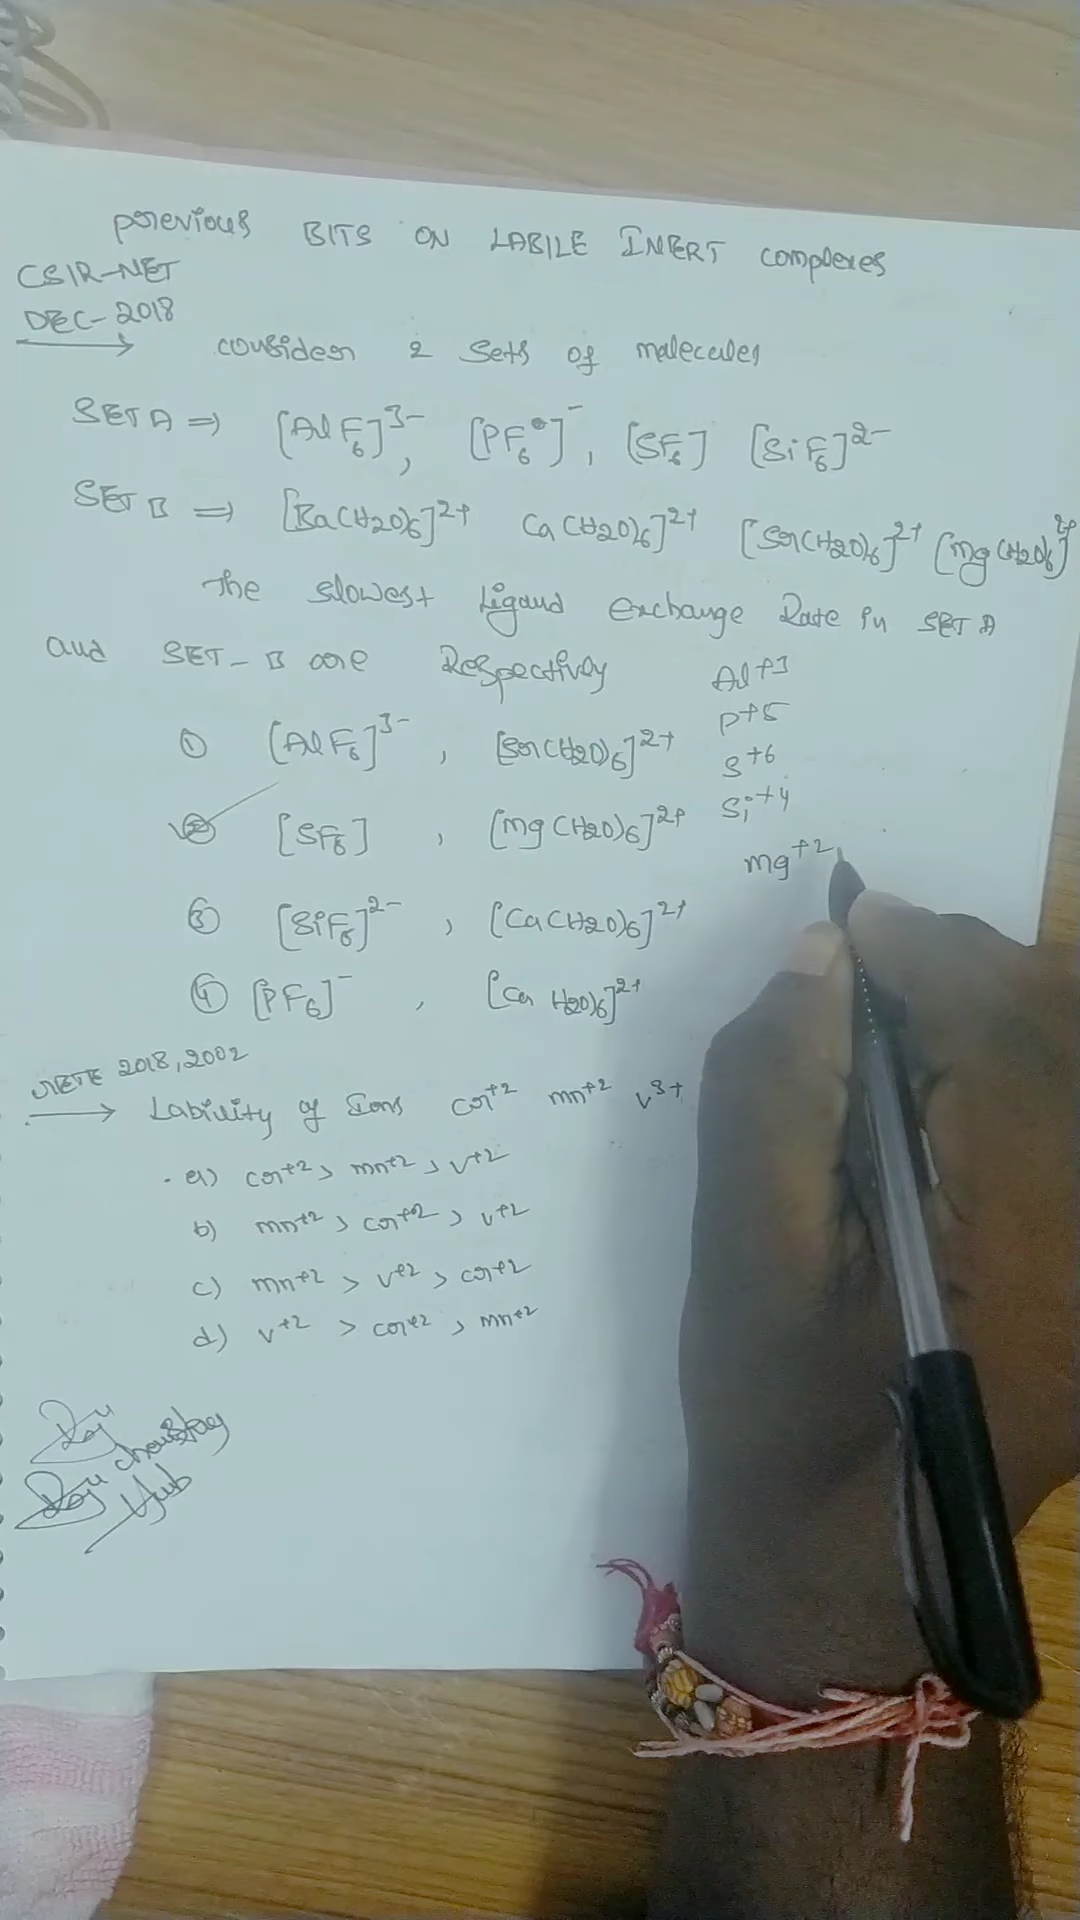 previous BITS ON LABILE INERT complexes
CSIR-NET
DEC-2018
consider 2 sets of molecules
SET A ⇒ [AlF6]3-, [PF6]-, [SF6] [SiF6]2-
SET B ⇒ [Ba(H2O)6]2+ Ca(H2O)6]2+ [Sr(H2O)6]2+ [mg(H2O)6]2+
The slowest Ligand exchange Rate in SET A
and SET-B are Respectively
Al+3
P+5
① [AlF6]3-, [Sr(H2O)6]2+
S+6
Si+4
② [SF6], [mg(H2O)6]2+
mg+2
③ [SiF6]2-, [Ca(H2O)6]2+
④ [PF6]-, [Ca H2O)6]2+
2018, 2002
Lability of Ions Cr+2 mn+2 v3+
a) Cr+2 > mn+2 > v+2
b) mn+2 > Cr+2 > v+2
c) mn+2 > v+2 > Cr+2
d) v+2 > Cr+2 > mn+2
Raju
Raju chemistry
Hub